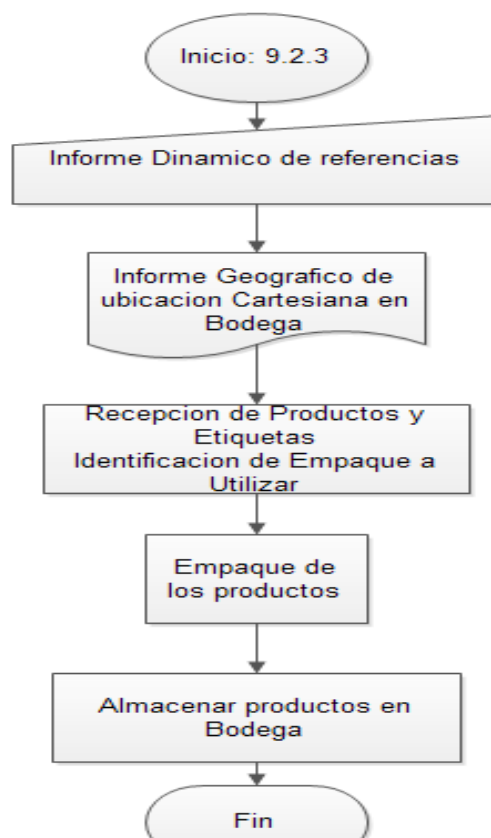 Inicio: 9.2.3
Informe Dinamico de referencias
Informe Geografico de
ubicacion Cartesiana en
Bodega
Recepcion de Productos y
Etiquetas
Identificacion de Empaque a
Utilizar
Empaque de
los productos
Almacenar productos en
Bodega
Fin